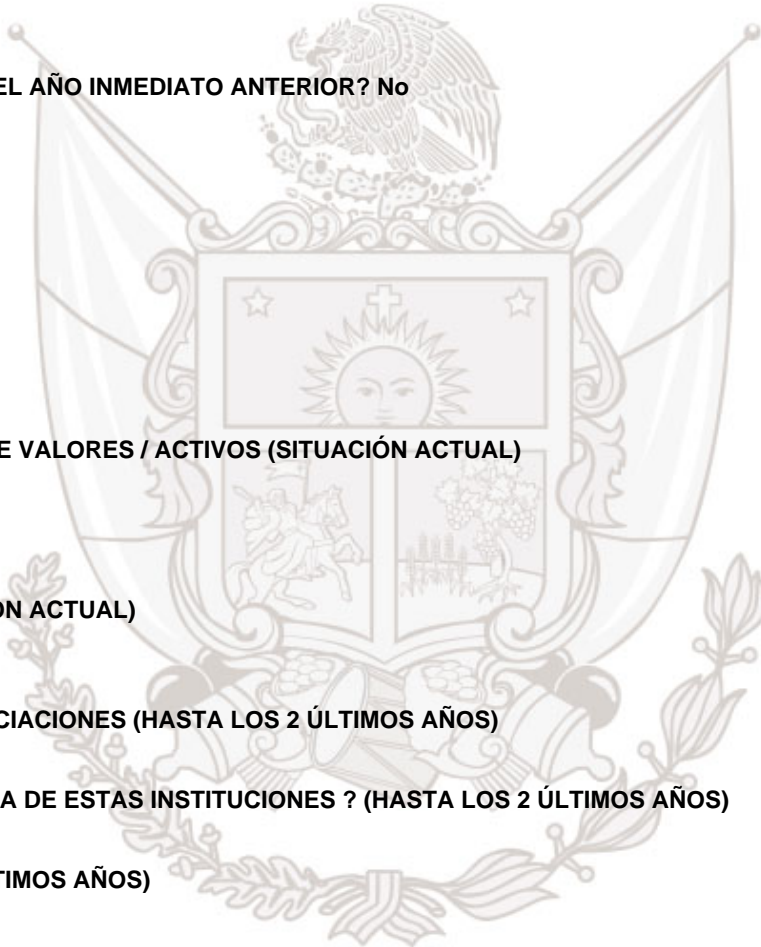 EL AÑO INMEDIATO ANTERIOR? No
E VALORES / ACTIVOS (SITUACIÓN ACTUAL)
ÓN ACTUAL)
CIACIONES (HASTA LOS 2 ÚLTIMOS AÑOS)
A DE ESTAS INSTITUCIONES ? (HASTA LOS 2 ÚLTIMOS AÑOS)
TIMOS AÑOS)